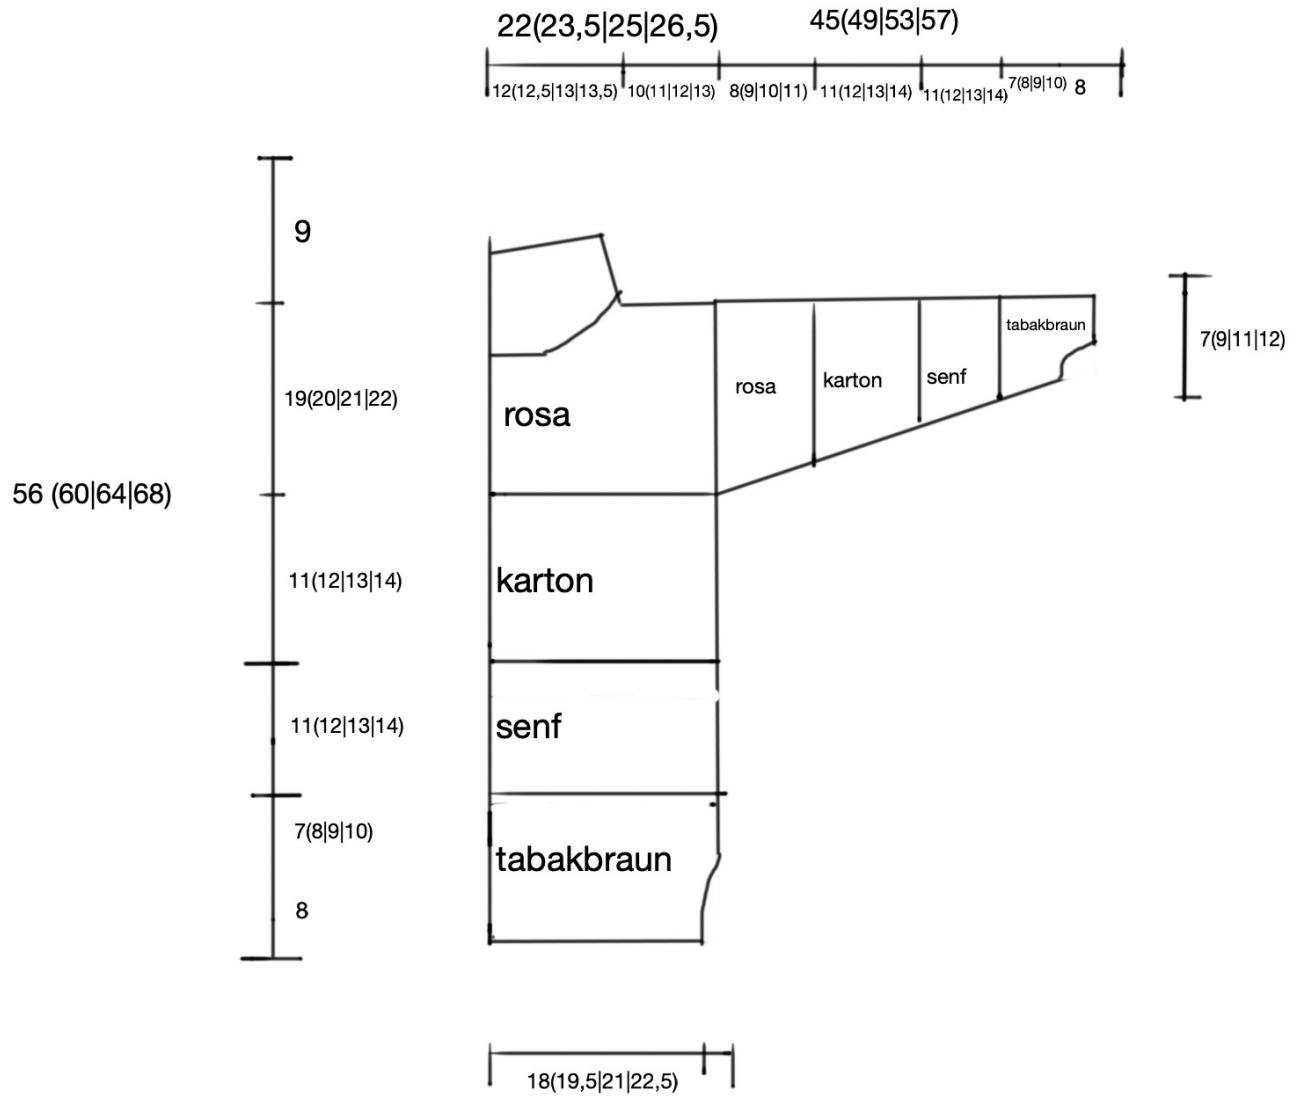 22(23,5|25|26,5)
45(49|53|57)
12(12,5|13|13,5)
10(11|12|13)
8(9|10|11)
11(12|13|14)
11(12|13|14)
7(8|9|10)
8
9
19(20|21|22)
56 (60|64|68)
11(12|13|14)
11(12|13|14)
7(8|9|10)
8
rosa
karton
senf
tabakbraun
rosa
karton
senf
tabakbraun
7(9|11|12)
18(19,5|21|22,5)